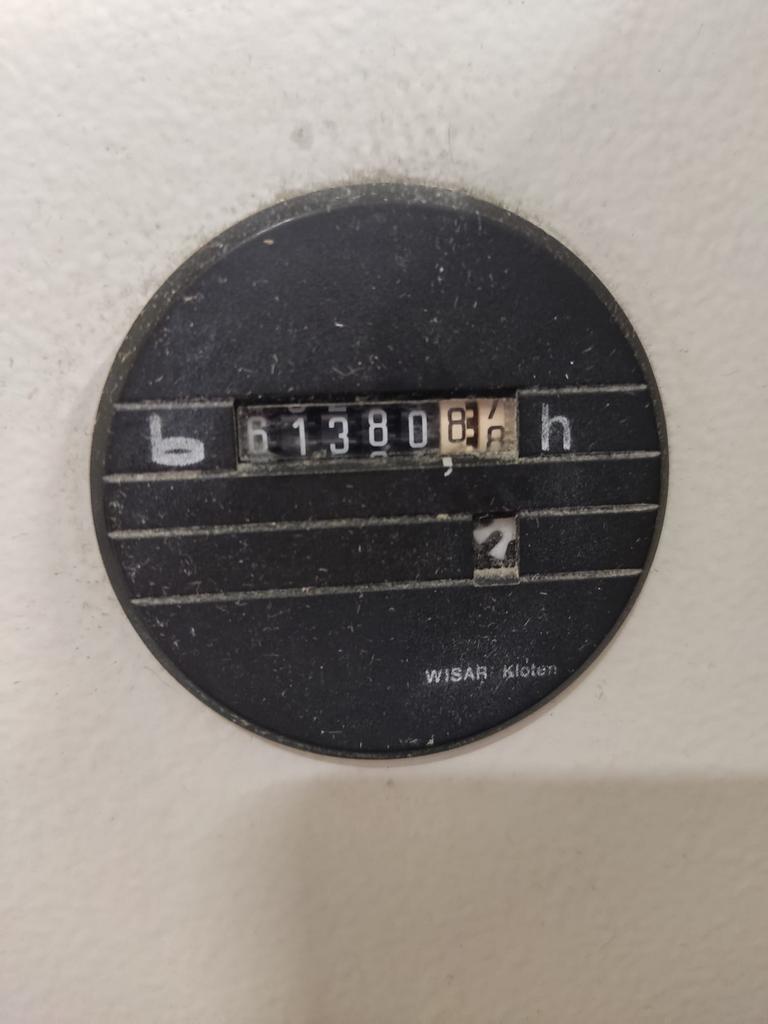 b 613808 h
,
WISAR Kloten